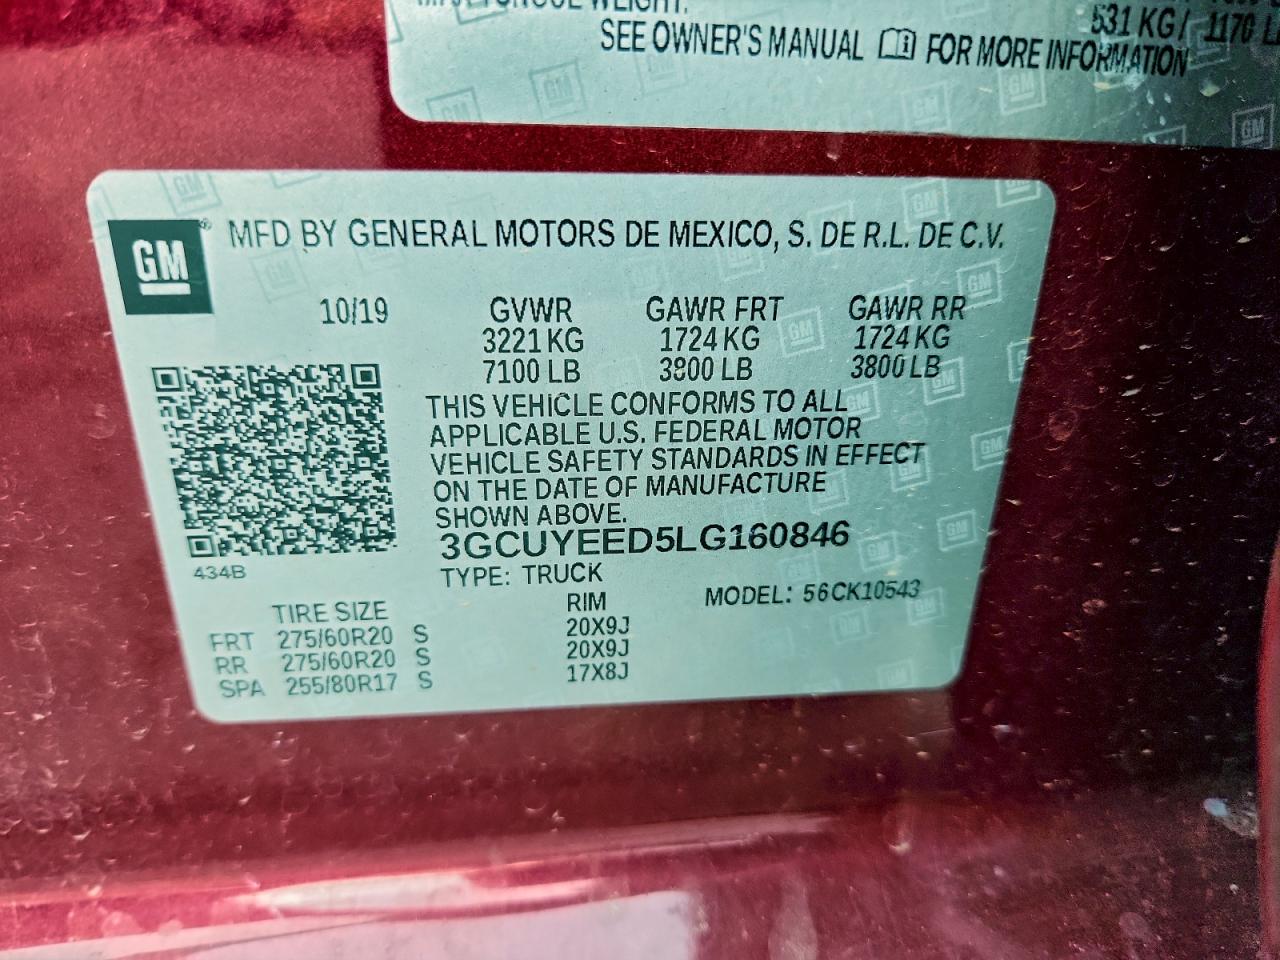 WEIGHT:
531 KG / 1170
SEE OWNER'S MANUAL FOR MORE INFORMATION
GM ® MFD BY GENERAL MOTORS DE MEXICO, S. DE R.L. DE C.V.
10/19 GVWR GAWR FRT GAWR RR
3221 KG 1724 KG 1724 KG
7100 LB 3800 LB 3800 LB
THIS VEHICLE CONFORMS TO ALL
APPLICABLE U.S. FEDERAL MOTOR
VEHICLE SAFETY STANDARDS IN EFFECT
ON THE DATE OF MANUFACTURE
SHOWN ABOVE.
3GCUYEED5LG160846
434B
TYPE: TRUCK
MODEL: 56CK10543
TIRE SIZE RIM
FRT 275/60R20 S 20X9J
RR 275/60R20 S 20X9J
SPA 255/80R17 S 17X8J